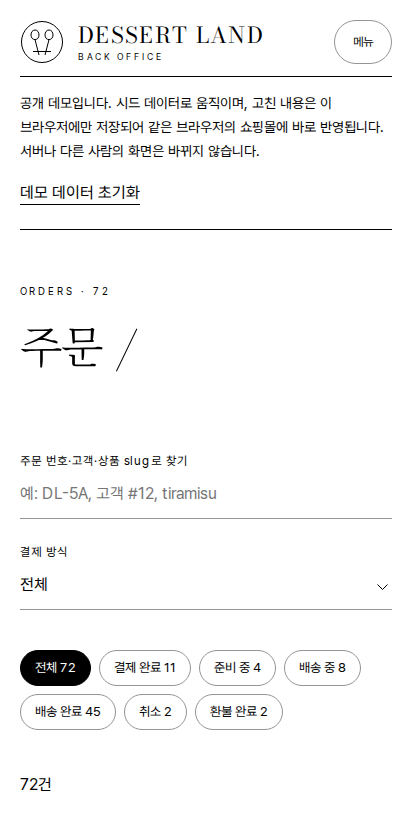 DESSERT LAND
BACK OFFICE
메뉴
공개 데모입니다. 시드 데이터로 움직이며, 고친 내용은 이
브라우저에만 저장되어 같은 브라우저의 쇼핑몰에 바로 반영됩니다.
서버나 다른 사람의 화면은 바뀌지 않습니다.
데모 데이터 초기화
ORDERS · 72
주문 /
주문 번호·고객·상품 slug로 찾기
예: DL-5A, 고객 #12, tiramisu
결제 방식
전체
전체 72 결제 완료 11 준비 중 4 배송 중 8
배송 완료 45 취소 2 환불 완료 2
72건